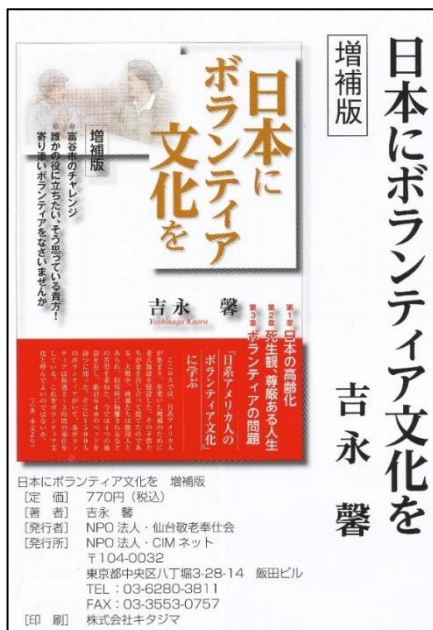 日本にボランティア文化を
増補版
吉永 馨
日本に
ボランティア
文化を
増補版
富谷市のチャレンジ
誰かの役に立ちたい、そう思っている貴方！
寄り添いボランティアをなさいませんか
吉永 馨
Yoshinaga Kaoru
第1章 日本の高齢化
第2章 死生観、尊厳ある人生
第3章 ボランティアの問題
「日系アメリカ人の
ボランティア文化」
に学ぶ
日本にボランティア文化を 増補版
[定 価] 770円（税込）
[著 者] 吉永 馨
[発行者] NPO 法人・仙台敬老奉仕会
[発行所] NPO 法人・CIM ネット
〒104-0032
東京都中央区八丁堀3-28-14 飯田ビル
TEL：03-6280-3811
FAX：03-3553-0757
[印 刷] 株式会社キタジマ